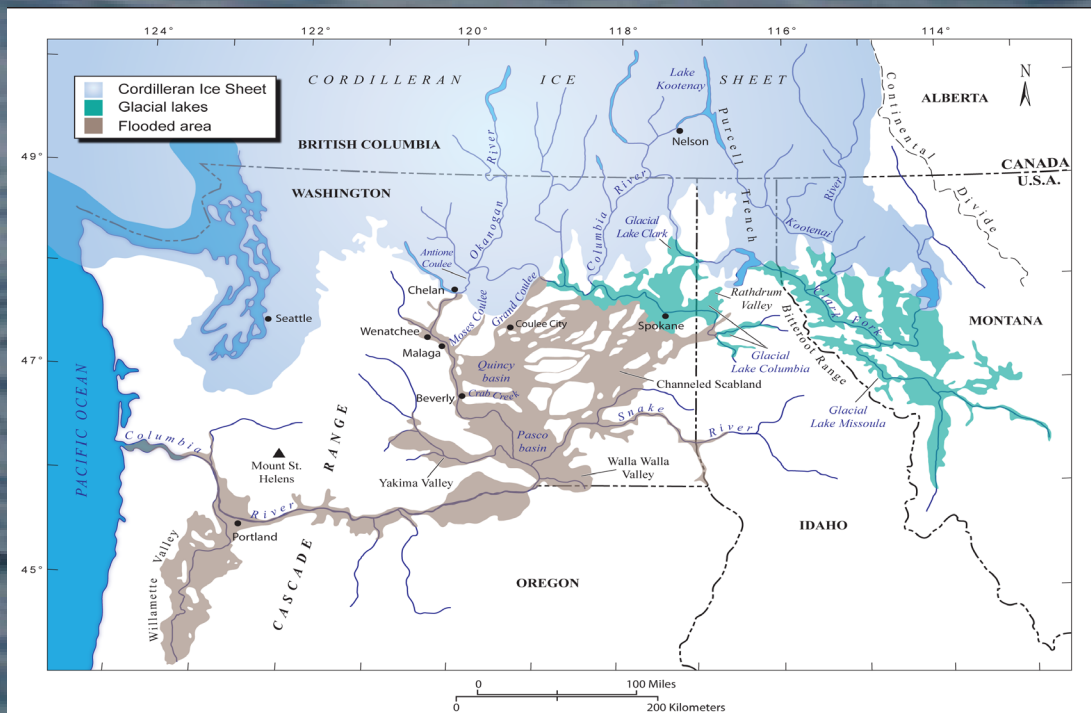 124°
122°
120°
118°
116°
114°
Cordilleran Ice Sheet
Glacial lakes
Flooded area
CORDILLERAN ICE SHEET
Lake
Kootenay
N
ALBERTA
Continental Divide
BRITISH COLUMBIA
Nelson
Purcell Trench
49°
CANADA
U.S.A.
WASHINGTON
Okanogan River
Columbia River
Kootenai River
Glacial
Lake Clark
Antione
Coulee
Chelan
Moses Coulee
Grand Coulee
Rathdrum
Valley
Clark Fork
Seattle
Coulee City
Spokane
MONTANA
Wenatchee
Malaga
Bitteroot Range
47°
Quincy
basin
Glacial
Lake Columbia
Channeled Scabland
Beverly
Crab Creek
Glacial
Lake Missoula
PACIFIC OCEAN
Snake River
Columbia River
Pasco
basin
CASCADE RANGE
Mount St.
Helens
Yakima Valley
Walla Walla
Valley
IDAHO
Portland
Willamette Valley
45°
OREGON
0 100 Miles
0 200 Kilometers